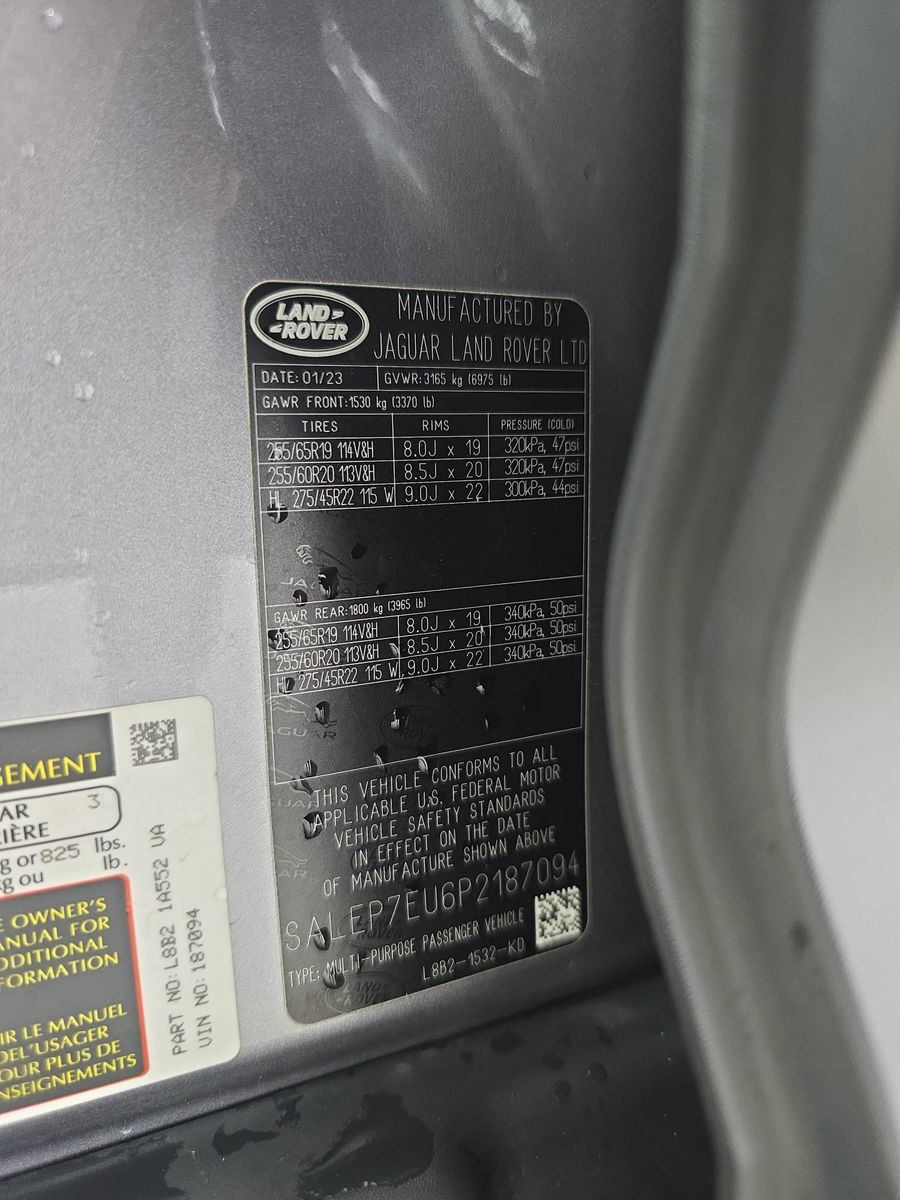 LAND
ROVER
MANUFACTURED BY
JAGUAR LAND ROVER LTD
DATE: 01/23 GVWR: 3165 kg (6975 lb)
GAWR FRONT: 1530 kg (3370 lb)
TIRES RIMS PRESSURE (COLD)
255/65R19 114V&H 8.0J x 19 320kPa, 47psi
255/60R20 113V&H 8.5J x 20 320kPa, 47psi
HL 275/45R22 115 W 9.0J x 22 300kPa, 44psi
GAWR REAR: 1800 kg (3965 lb)
255/65R19 114V&H 8.0J x 19 340kPa, 50psi
255/60R20 113V&H 8.5J x 20 340kPa, 50psi
HL 275/45R22 115 W 9.0J x 22 340kPa, 50psi
THIS VEHICLE CONFORMS TO ALL
APPLICABLE U.S. FEDERAL MOTOR
VEHICLE SAFETY STANDARDS
IN EFFECT ON THE DATE
OF MANUFACTURE SHOWN ABOVE
SALEP7EU6P2187094
TYPE: MULTI-PURPOSE PASSENGER VEHICLE
L8B2-1532-KD
GEMENT
AR 3
IÈRE
g or 825 lbs.
kg ou lb.
E OWNER'S
ANUAL FOR
DDITIONAL
FORMATION
IR LE MANUEL
DEL'USAGER
OUR PLUS DE
NSEIGNEMENTS
PART NO: L8B2 1A552 VA
VIN NO: 187094